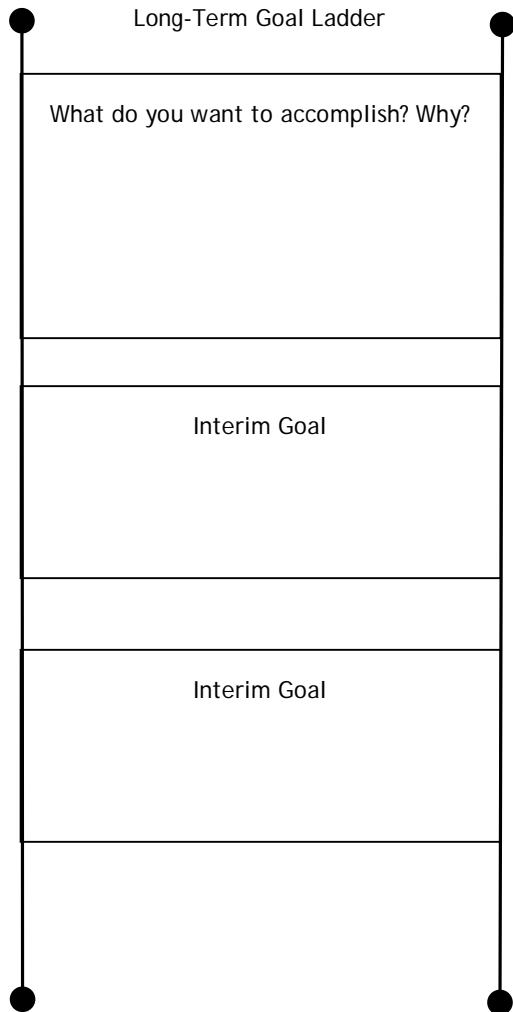 Long-Term Goal Ladder
What do you want to accomplish? Why?
Interim Goal
Interim Goal